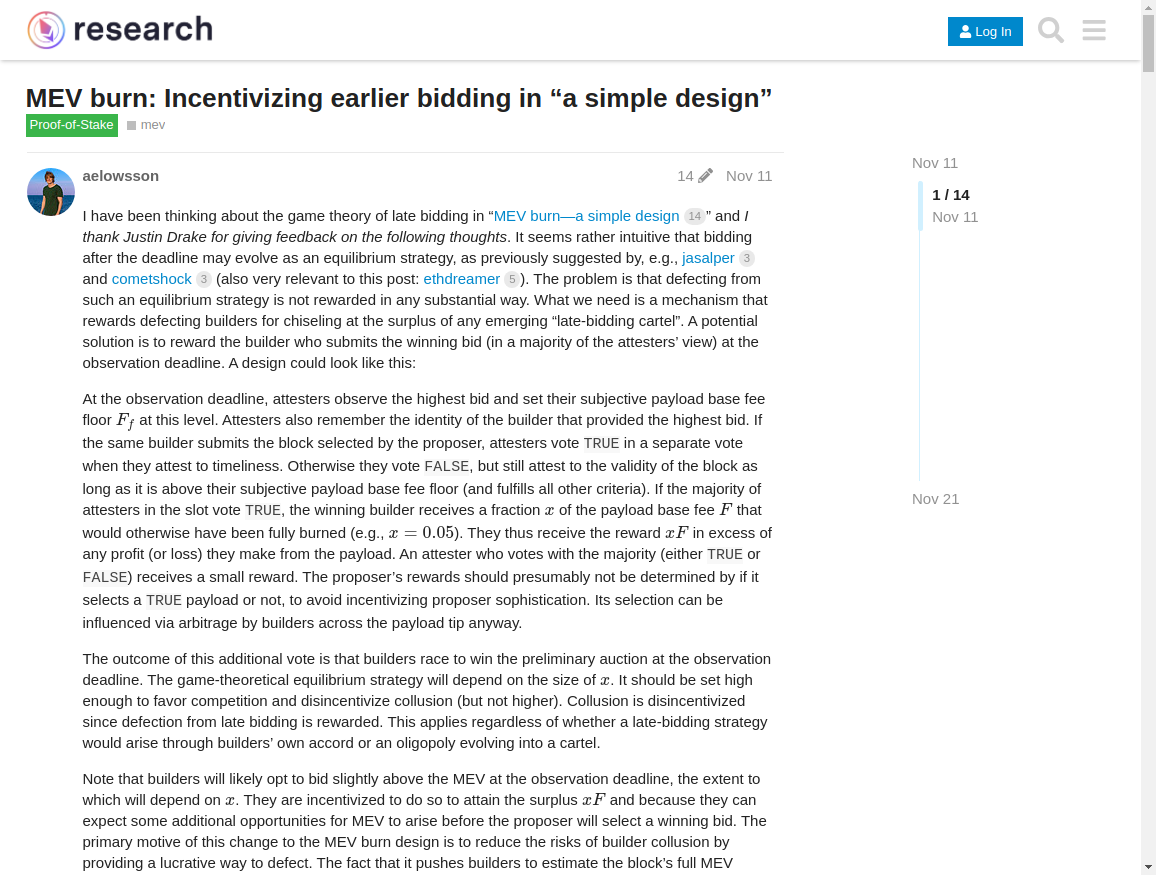 research
Log In
MEV burn: Incentivizing earlier bidding in “a simple design”
Proof-of-Stake mev
aelowsson 14 Nov 11
I have been thinking about the game theory of late bidding in “MEV burn—a simple design 14” and I
thank Justin Drake for giving feedback on the following thoughts. It seems rather intuitive that bidding
after the deadline may evolve as an equilibrium strategy, as previously suggested by, e.g., jasalper 3
and cometshock 3 (also very relevant to this post: ethdreamer 5). The problem is that defecting from
such an equilibrium strategy is not rewarded in any substantial way. What we need is a mechanism that
rewards defecting builders for chiseling at the surplus of any emerging “late-bidding cartel”. A potential
solution is to reward the builder who submits the winning bid (in a majority of the attesters’ view) at the
observation deadline. A design could look like this:
At the observation deadline, attesters observe the highest bid and set their subjective payload base fee
floor F_f at this level. Attesters also remember the identity of the builder that provided the highest bid. If
the same builder submits the block selected by the proposer, attesters vote TRUE in a separate vote
when they attest to timeliness. Otherwise they vote FALSE, but still attest to the validity of the block as
long as it is above their subjective payload base fee floor (and fulfills all other criteria). If the majority of
attesters in the slot vote TRUE, the winning builder receives a fraction x of the payload base fee F that
would otherwise have been fully burned (e.g., x = 0.05). They thus receive the reward xF in excess of
any profit (or loss) they make from the payload. An attester who votes with the majority (either TRUE or
FALSE) receives a small reward. The proposer’s rewards should presumably not be determined by if it
selects a TRUE payload or not, to avoid incentivizing proposer sophistication. Its selection can be
influenced via arbitrage by builders across the payload tip anyway.
The outcome of this additional vote is that builders race to win the preliminary auction at the observation
deadline. The game-theoretical equilibrium strategy will depend on the size of x. It should be set high
enough to favor competition and disincentivize collusion (but not higher). Collusion is disincentivized
since defection from late bidding is rewarded. This applies regardless of whether a late-bidding strategy
would arise through builders’ own accord or an oligopoly evolving into a cartel.
Note that builders will likely opt to bid slightly above the MEV at the observation deadline, the extent to
which will depend on x. They are incentivized to do so to attain the surplus xF and because they can
expect some additional opportunities for MEV to arise before the proposer will select a winning bid. The
primary motive of this change to the MEV burn design is to reduce the risks of builder collusion by
providing a lucrative way to defect. The fact that it pushes builders to estimate the block’s full MEV
Nov 11
1 / 14
Nov 11
Nov 21